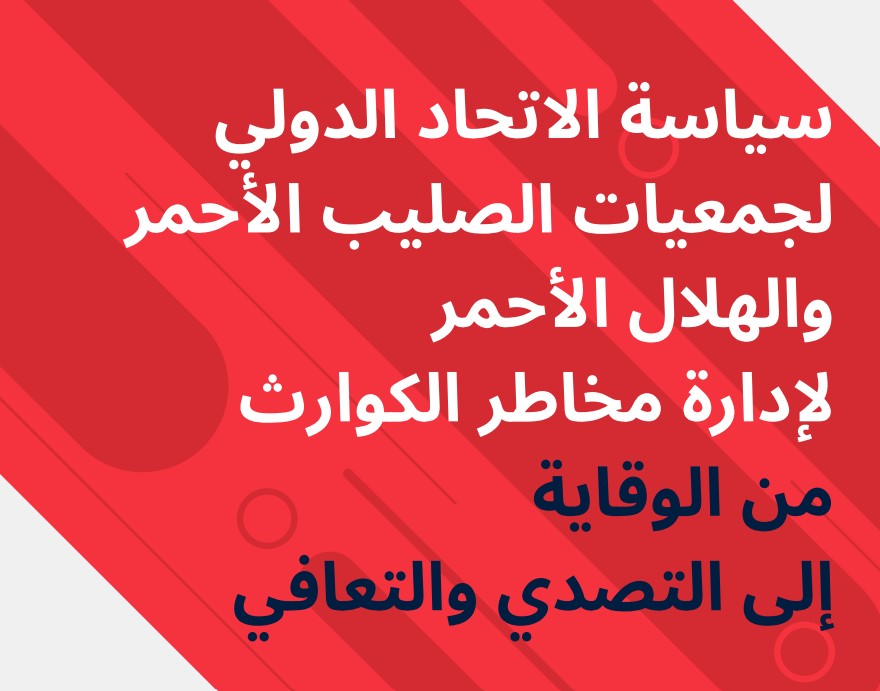 سياسة الاتحاد الدولي
لجمعيات الصليب الأحمر
والهلال الأحمر
لإدارة مخاطر الكوارث
من الوقاية
إلى التصدي والتعافي